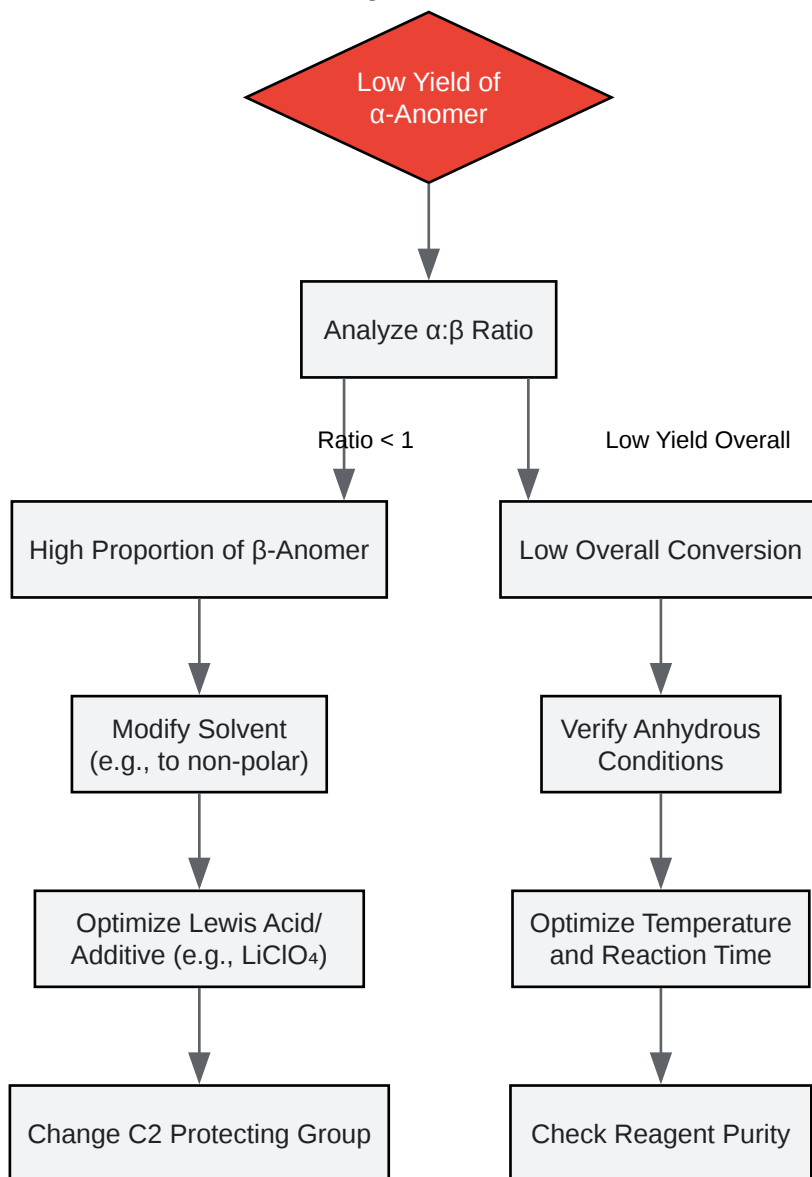 Low Yield of
α-Anomer
Analyze α:β Ratio
Ratio < 1
Low Yield Overall
High Proportion of β-Anomer
Low Overall Conversion
Modify Solvent
(e.g., to non-polar)
Verify Anhydrous
Conditions
Optimize Lewis Acid/
Additive (e.g., LiClO₄)
Optimize Temperature
and Reaction Time
Change C2 Protecting Group
Check Reagent Purity